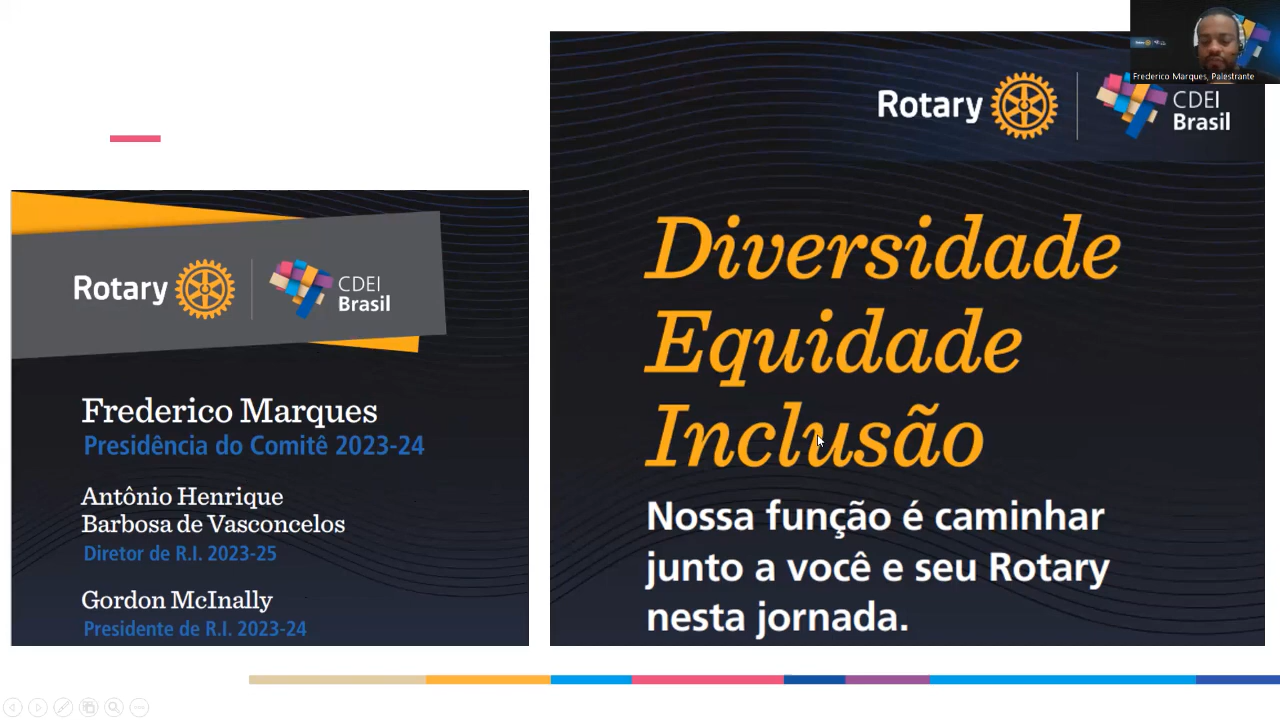 Rotary
CDEI
Brasil
Frederico Marques
Presidência do Comitê 2023-24
Antônio Henrique
Barbosa de Vasconcelos
Diretor de R.I. 2023-25
Gordon McInally
Presidente de R.I. 2023-24
Frederico Marques, Palestrante
Rotary
CDEI
Brasil
Diversidade
Equidade
Inclusão
Nossa função é caminhar
junto a você e seu Rotary
nesta jornada.